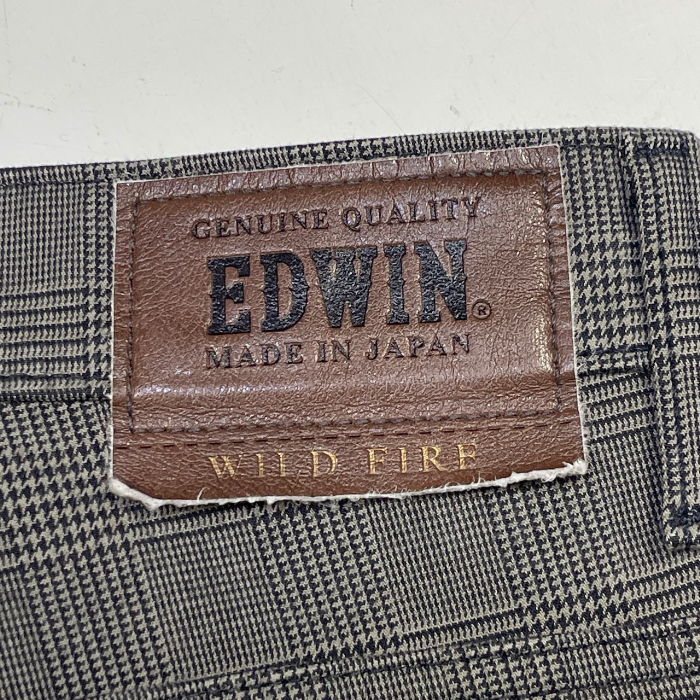 GENUINE QUALITY
EDWIN®
MADE IN JAPAN
WILD FIRE